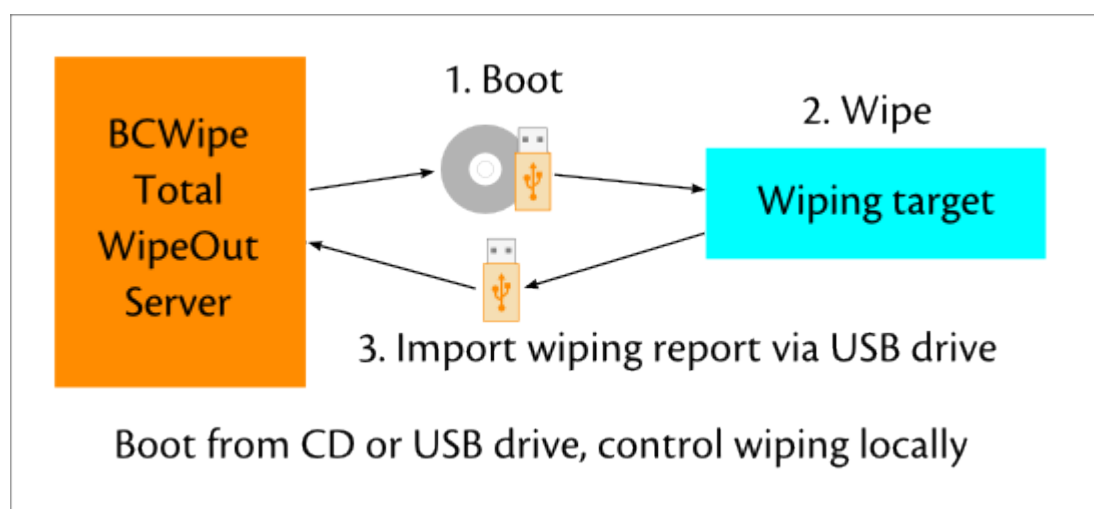 BCWipe
Total
WipeOut
Server
1. Boot
2. Wipe
Wiping target
3. Import wiping report via USB drive
Boot from CD or USB drive, control wiping locally